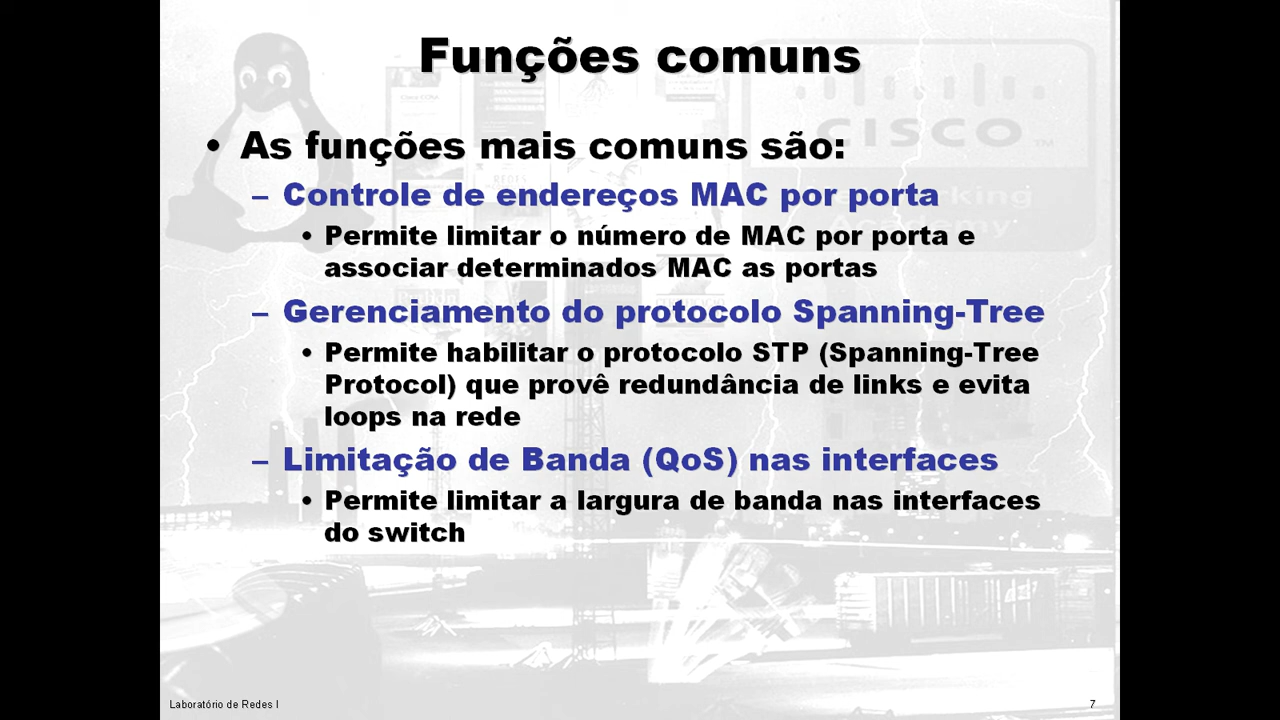 Funções comuns
CISCO
TM
• As funções mais comuns são:
– Controle de endereços MAC por porta
• Permite limitar o número de MAC por porta e
associar determinados MAC as portas
– Gerenciamento do protocolo Spanning-Tree
• Permite habilitar o protocolo STP (Spanning-Tree
Protocol) que provê redundância de links e evita
loops na rede
– Limitação de Banda (QoS) nas interfaces
• Permite limitar a largura de banda nas interfaces
do switch
Laboratório de Redes I
7